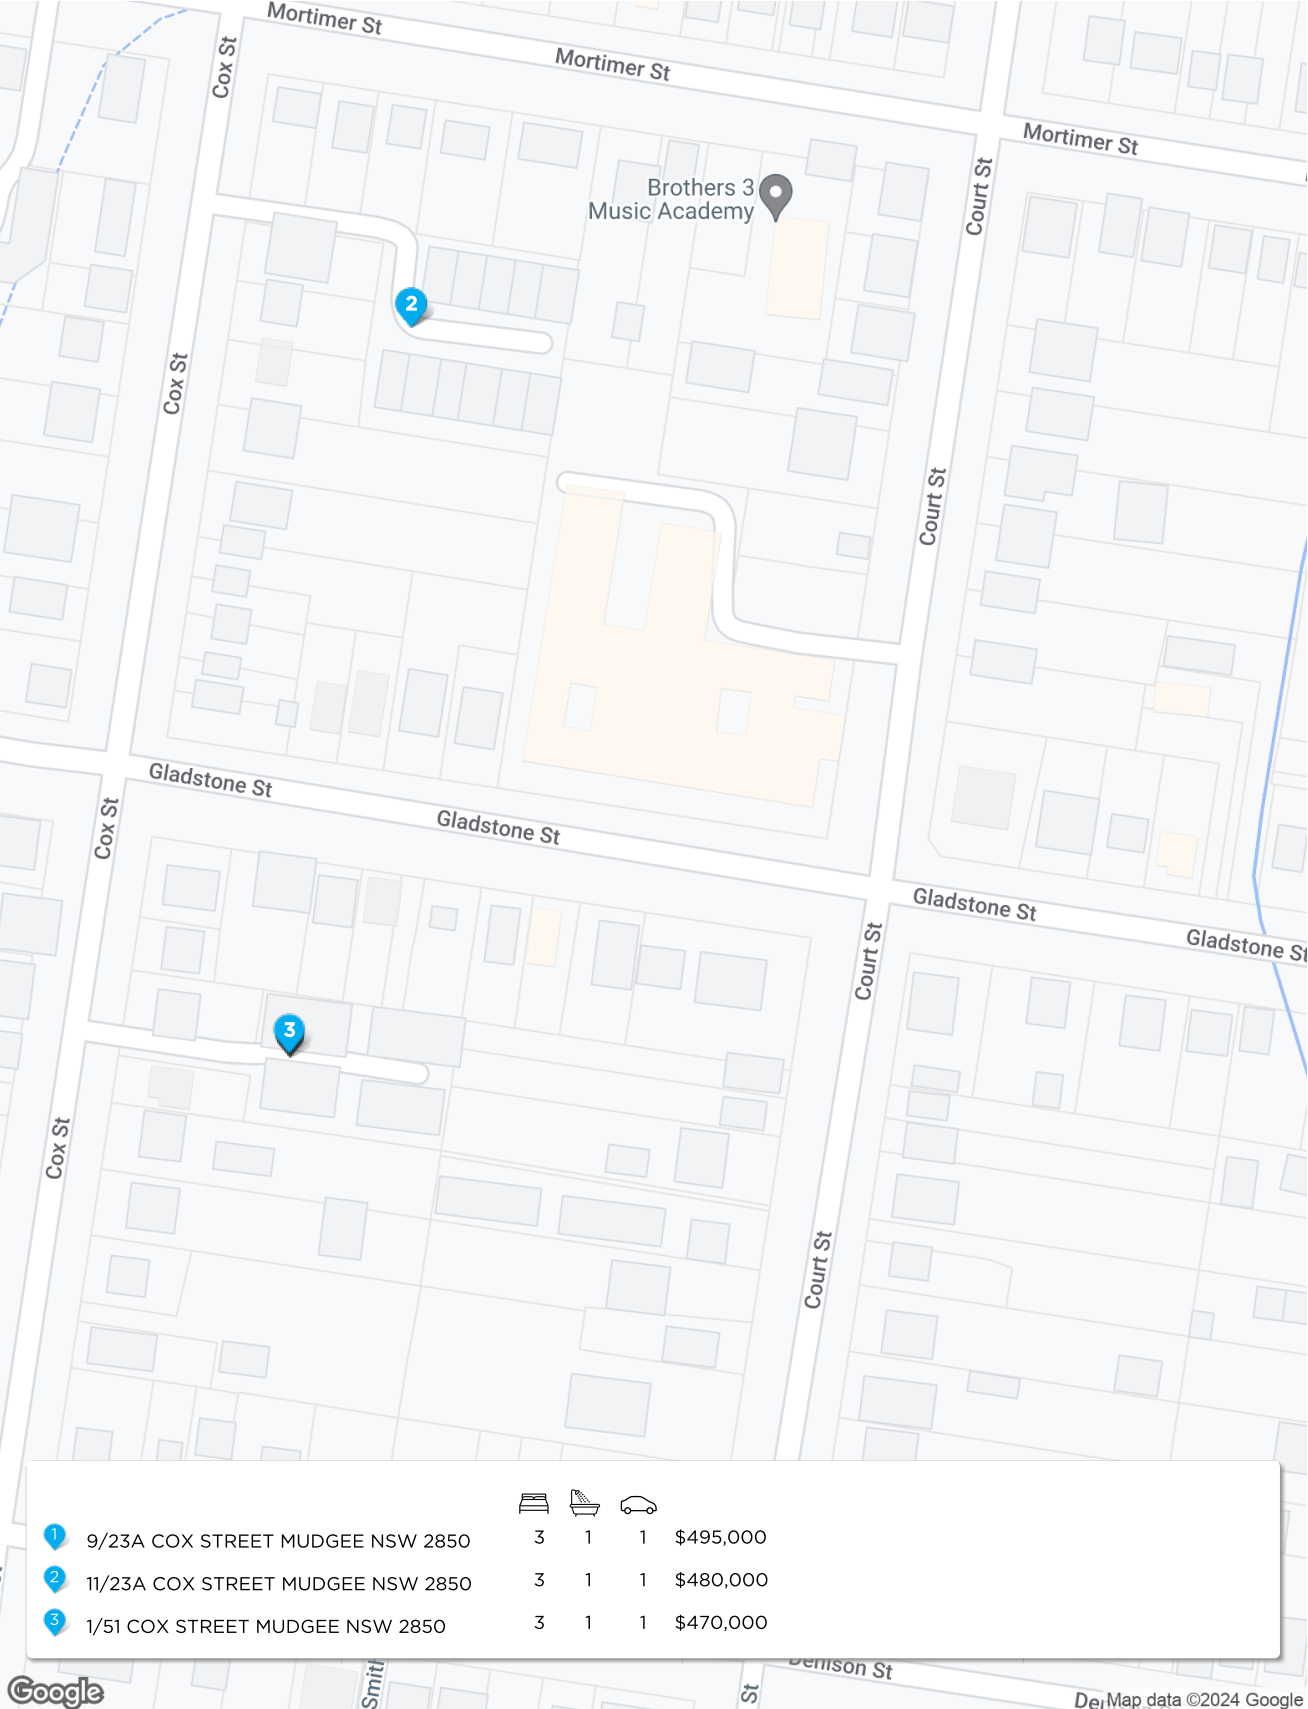 Mortimer St
Mortimer St
Mortimer St
Cox St
Court St
Brothers 3
Music Academy
2
Cox St
Court St
Gladstone St
Gladstone St
Gladstone St
Gladstone St
Cox St
Court St
3
Cox St
Court St
1 9/23A COX STREET MUDGEE NSW 2850 3 1 1 $495,000
2 11/23A COX STREET MUDGEE NSW 2850 3 1 1 $480,000
3 1/51 COX STREET MUDGEE NSW 2850 3 1 1 $470,000
Denison St
Smith
St
Google
Map data ©2024 Google